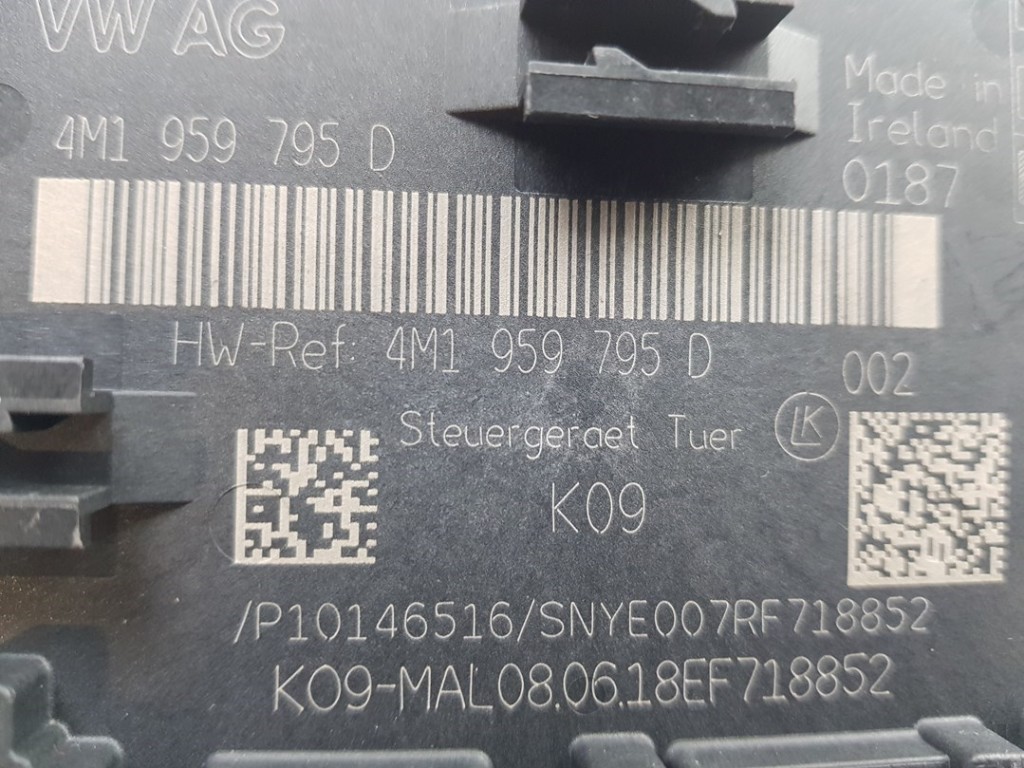 VW AG
Made in
Ireland
0187
4M1 959 795 D
HW-Ref: 4M1 959 795 D
002
Steuergeraet Tuer LK
K09
/P10146516/SNYE007RF718852
K09-MAL08.06.18EF718852